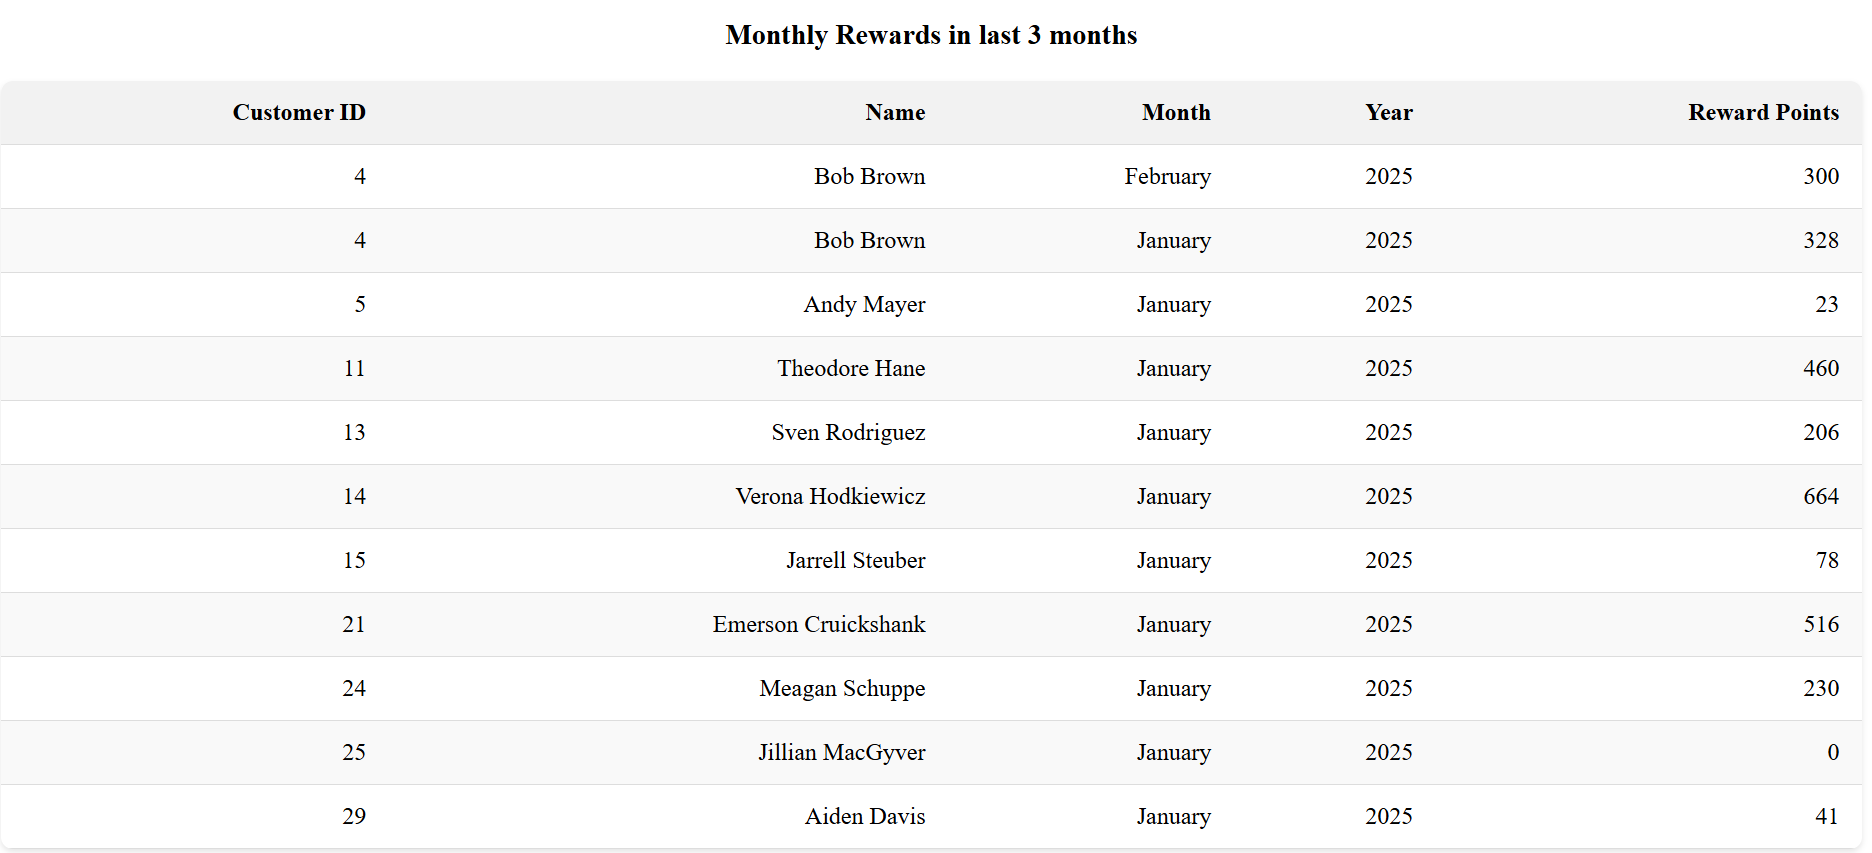 Monthly Rewards in last 3 months
Customer ID Name Month Year Reward Points
4 Bob Brown February 2025 300
4 Bob Brown January 2025 328
5 Andy Mayer January 2025 23
11 Theodore Hane January 2025 460
13 Sven Rodriguez January 2025 206
14 Verona Hodkiewicz January 2025 664
15 Jarrell Steuber January 2025 78
21 Emerson Cruickshank January 2025 516
24 Meagan Schuppe January 2025 230
25 Jillian MacGyver January 2025 0
29 Aiden Davis January 2025 41